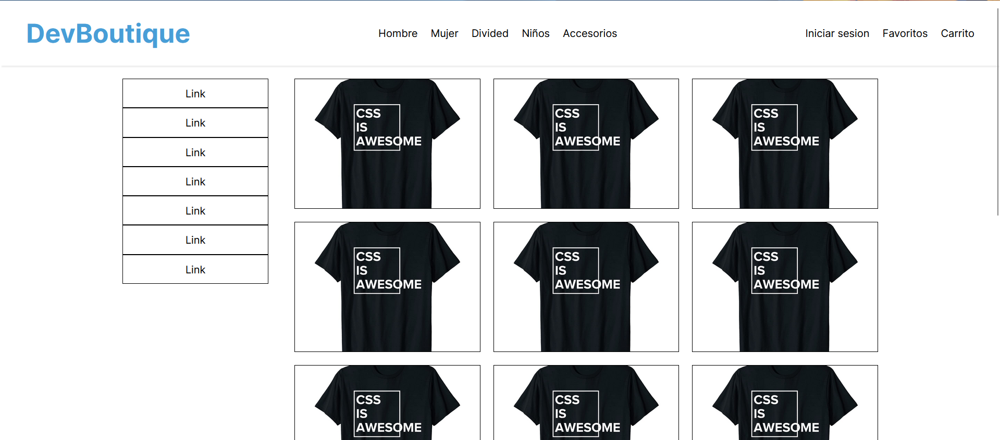 DevBoutique
Hombre Mujer Divided Niños Accesorios
Iniciar sesion Favoritos Carrito
Link
Link
Link
Link
Link
Link
Link
CSS
IS
AWESOME
CSS
IS
AWESOME
CSS
IS
AWESOME
CSS
IS
AWESOME
CSS
IS
AWESOME
CSS
IS
AWESOME
CSS
IS
AWESOME
CSS
IS
AWESOME
CSS
IS
AWESOME